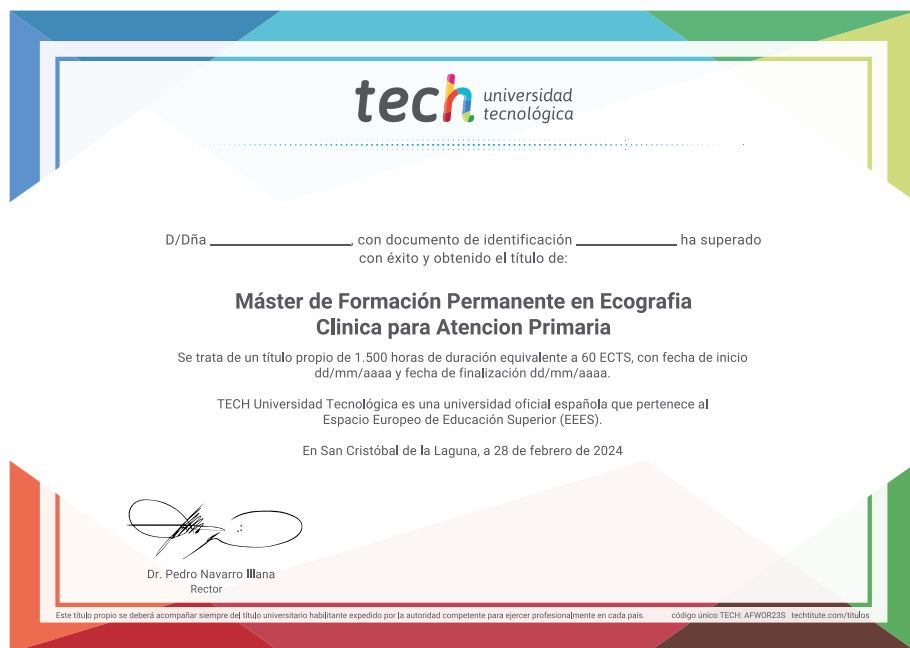 tech universidad
tecnológica
D/Dña ____________________, con documento de identificación ______________ ha superado
con éxito y obtenido el título de:
Máster de Formación Permanente en Ecografia
Clinica para Atencion Primaria
Se trata de un título propio de 1.500 horas de duración equivalente a 60 ECTS, con fecha de inicio
dd/mm/aaaa y fecha de finalización dd/mm/aaaa.
TECH Universidad Tecnológica es una universidad oficial española que pertenece al
Espacio Europeo de Educación Superior (EEES).
En San Cristóbal de la Laguna, a 28 de febrero de 2024
Dr. Pedro Navarro Illana
Rector
Este título propio se deberá acompañar siempre del título universitario habilitante expedido por la autoridad competente para ejercer profesionalmente en cada país. código único TECH: AFWOR23S techtitute.com/titulos